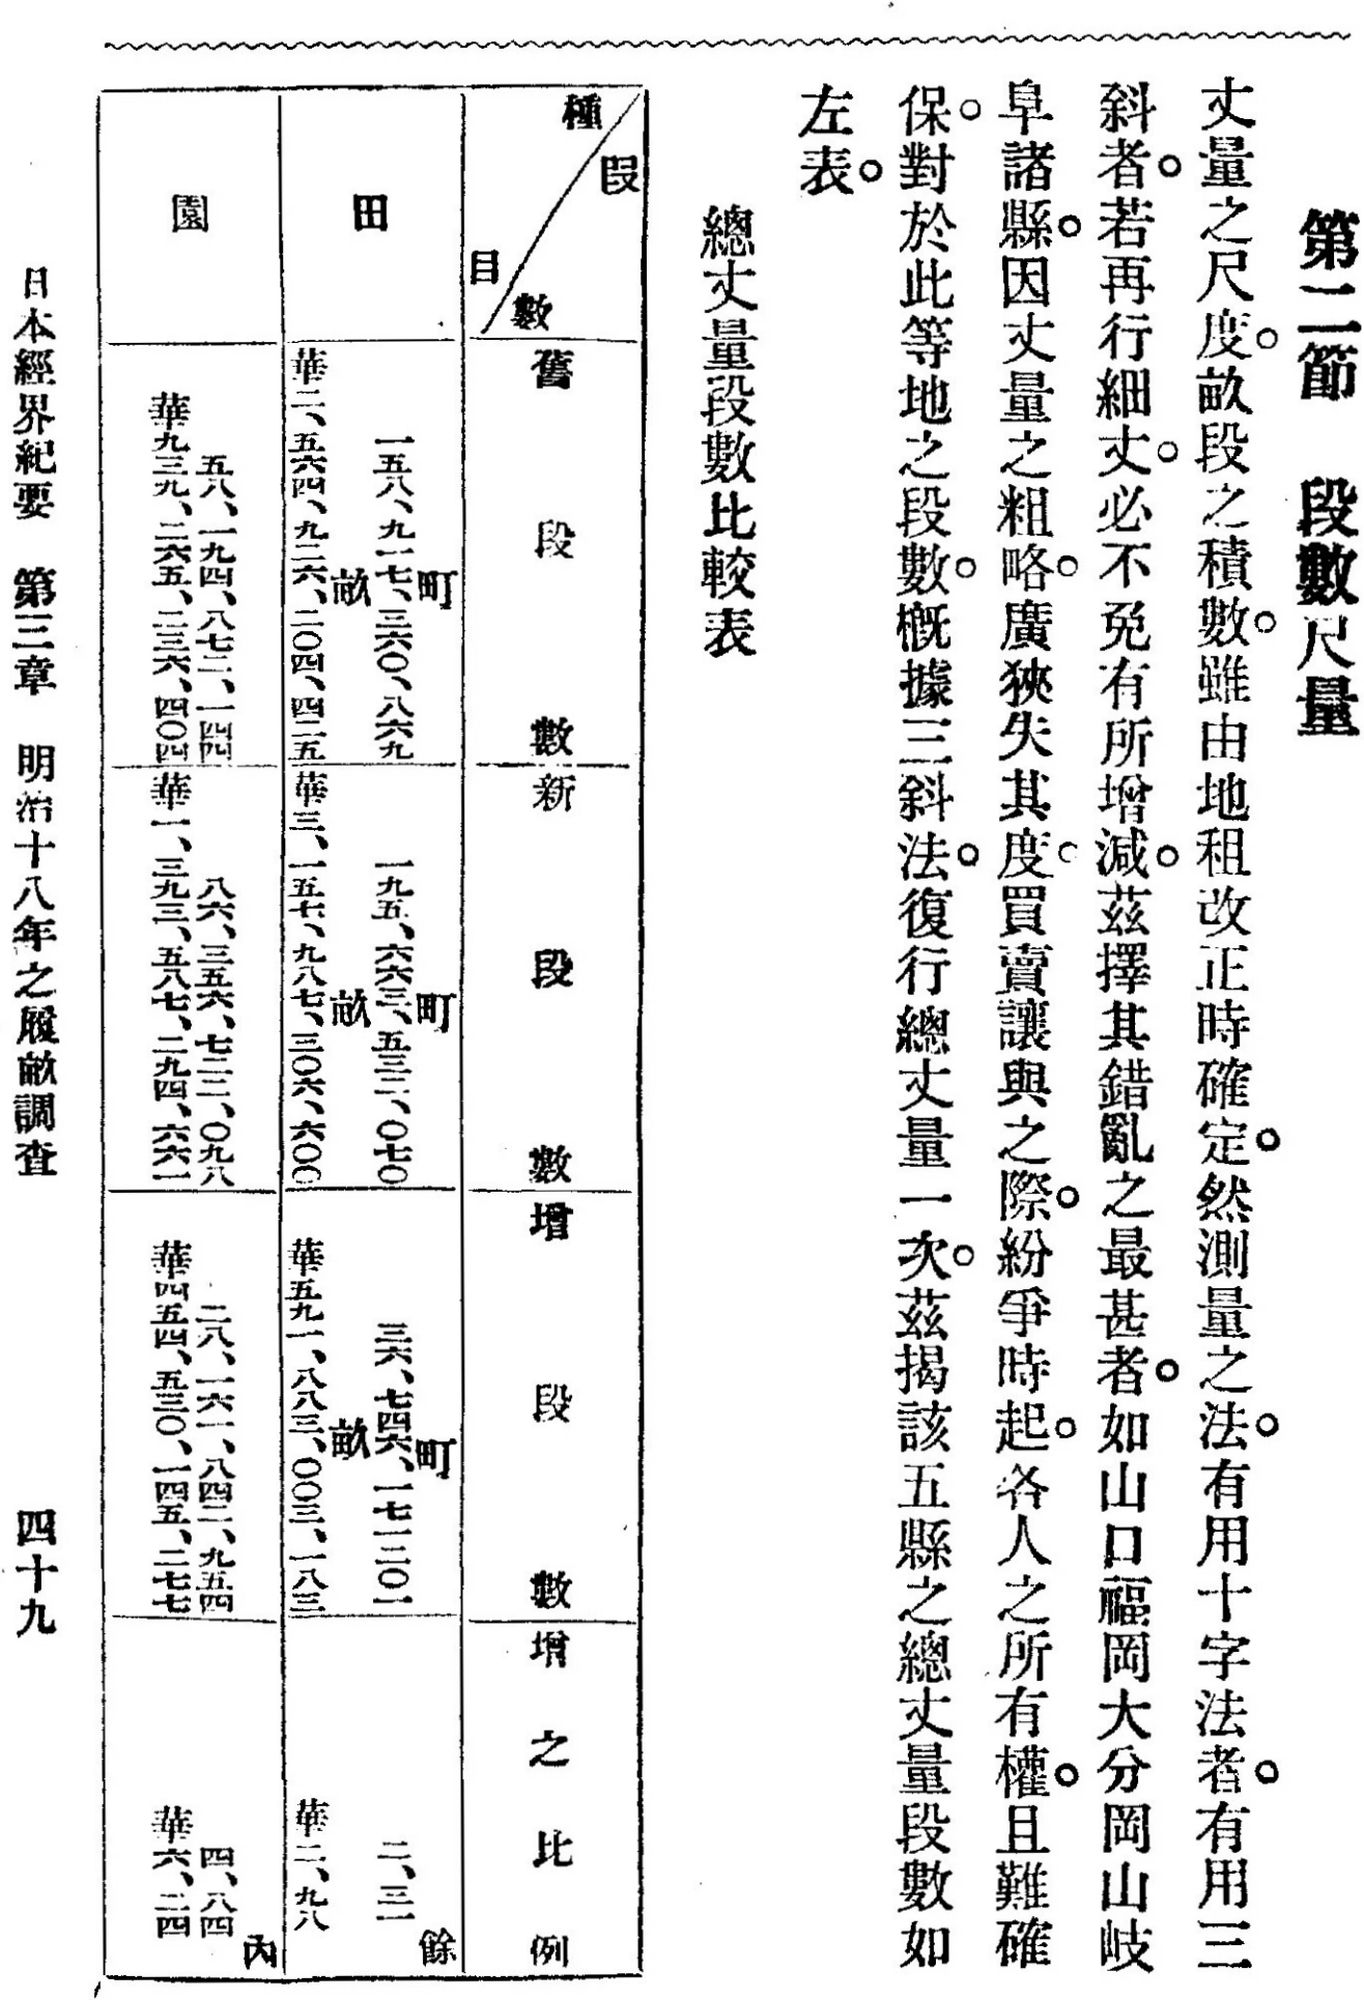 第二節　段數尺量
丈量之尺度。畝段之積數。雖由地租改正時確定。然測量之法。有用十字法者。有用三
斜者。若再行細丈。必不免有所增減。茲擇其錯亂之最甚者。如山口福岡大分岡山岐
阜諸縣。因丈量之粗略。廣狹失其度。買賣讓與之際。紛爭時起。各人之所有權。且難確
保。對於此等地之段數。槪據三斜法。復行總丈量一次。茲揭該五縣之總丈量段數如
左表。
總丈量段數比較表
種目　段數
舊段數
新段數
增段數
增之比例
田
町
一五八、九一七、三六〇、八六九
畝
華二、五六四、九二六、二〇四、四二五
町
一九五、六六三、五三二、〇七〇
畝
華三、一五七、九八七、三〇六、六〇〇
町
三六、七四六、一七一、二〇一
畝
華五九一、八八三、〇〇三、一八三
餘
二、三一
華二、九八
園
五八、一九四、八七二、一四四
華九三九、二六五、二三六、四〇四
八六、三五六、七二二、〇九八
華一、三九三、五八七、二九四、六六一
二八、一六一、八四二、九五四
華四五四、五三〇、一四五、二七七
內
四、八四
華六、二四
日本經界紀要　第三章　明治十八年之履畝調査　四十九